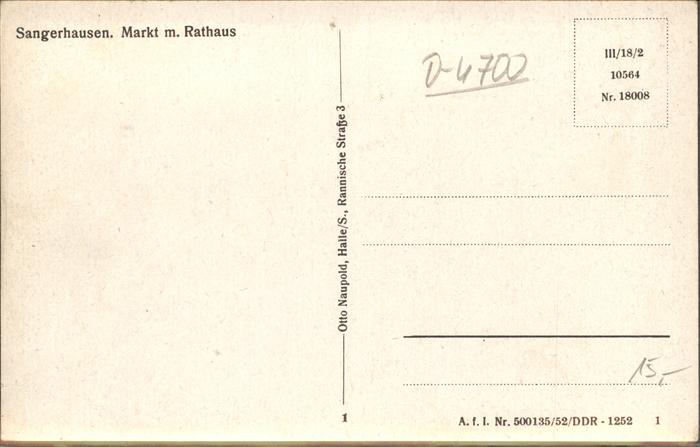 Sangerhausen. Markt m. Rathaus
D-4700
III/18/2
10564
Nr. 18008
Otto Naupold, Halle/S., Rannische Straße 3
15,-
1
A. f. I. Nr. 500135/52/DDR - 1252 1